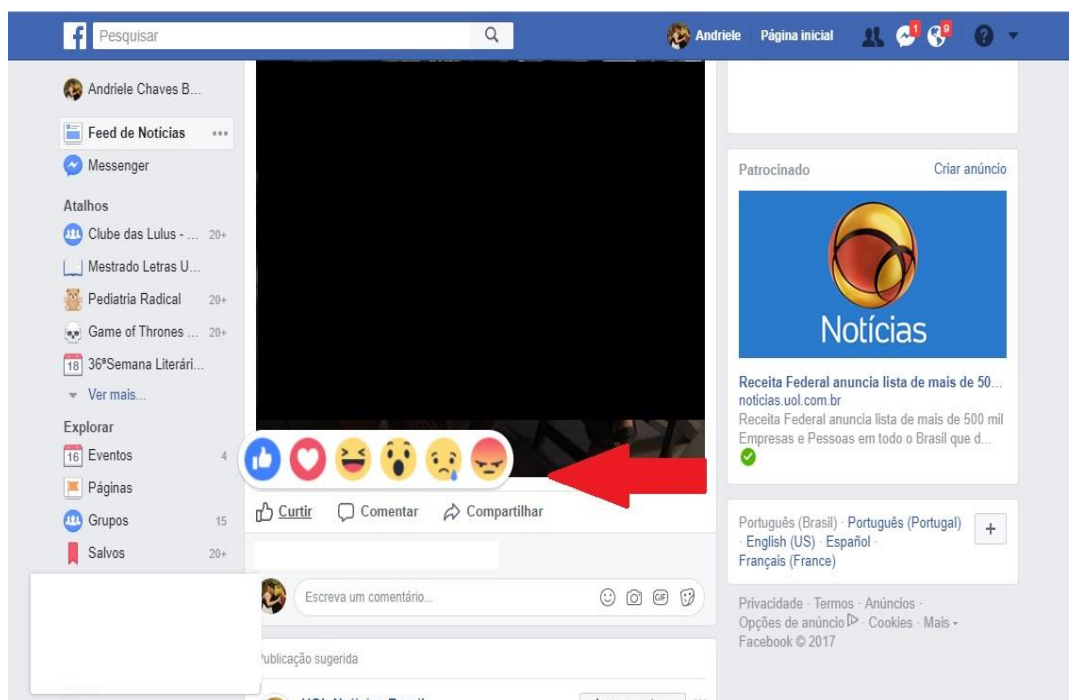 f
Pesquisar
Andriele
Página inicial
1
9
?
Andriele Chaves B...
Feed de Notícias
Messenger
Atalhos
Clube das Lulus - ... 20+
Mestrado Letras U...
Pediatria Radical 20+
Game of Thrones ... 20+
18 36ªSemana Literári...
Ver mais...
Explorar
16 Eventos 4
Páginas
Grupos 15
Salvos 20+
Curtir Comentar Compartilhar
Escreva um comentário...
GIF
Publicação sugerida
Patrocinado Criar anúncio
Notícias
Receita Federal anuncia lista de mais de 50...
noticias.uol.com.br
Receita Federal anuncia lista de mais de 500 mil
Empresas e Pessoas em todo o Brasil que d...
Português (Brasil) · Português (Portugal)
· English (US) · Español ·
Français (France)
+
Privacidade · Termos · Anúncios ·
Opções de anúncio · Cookies · Mais
Facebook © 2017